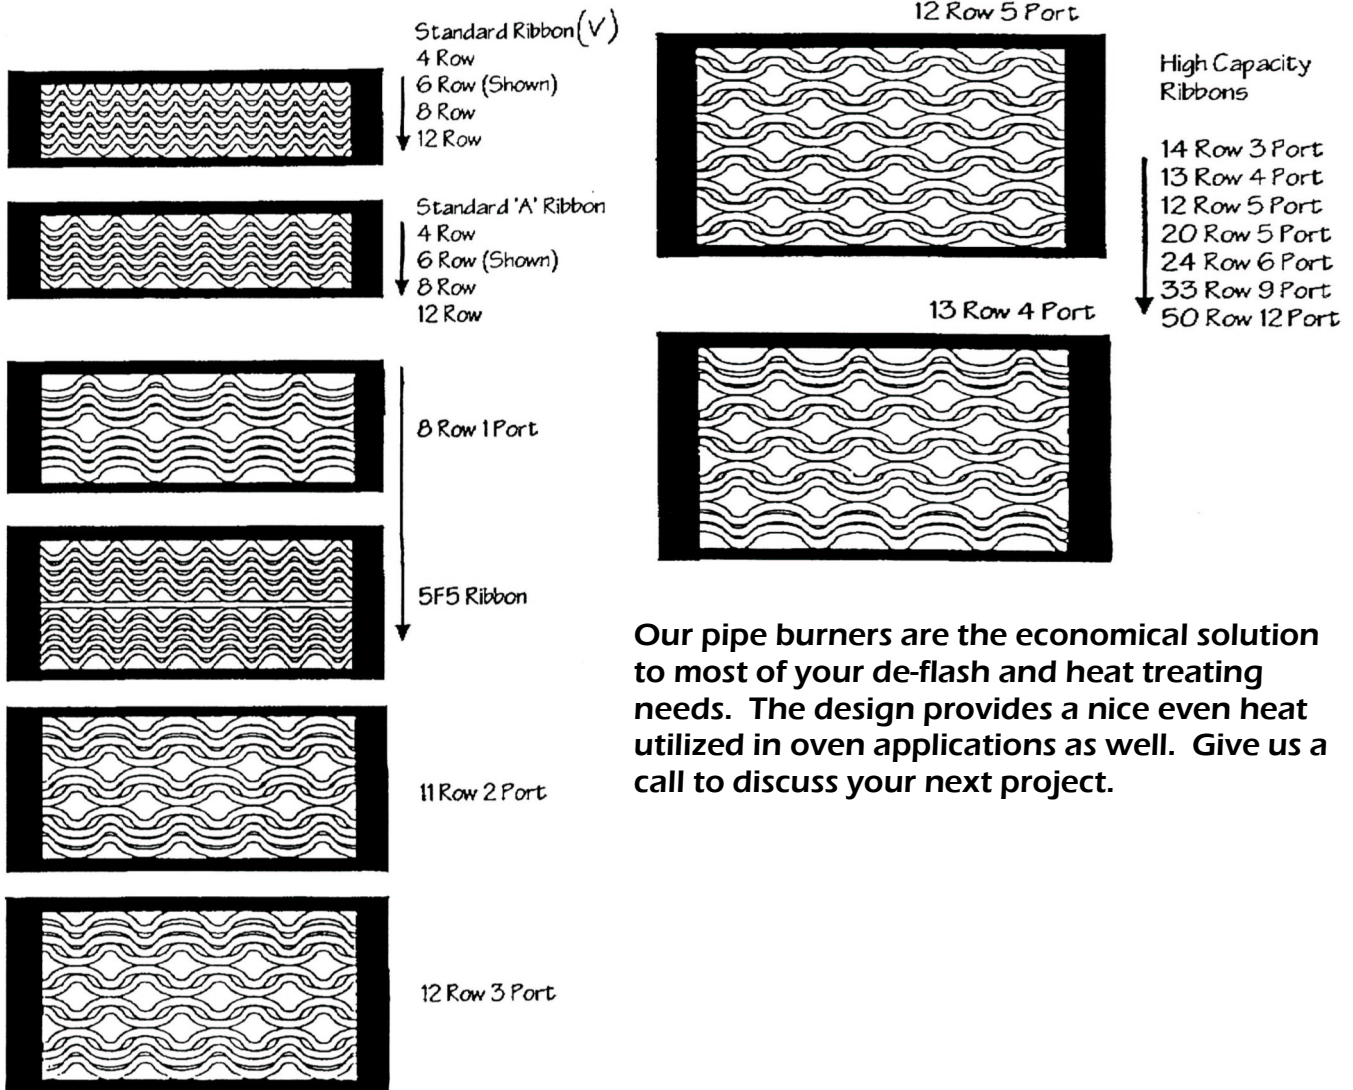 Standard Ribbon (V)
4 Row
6 Row (Shown)
8 Row
12 Row
Standard 'A' Ribbon
4 Row
6 Row (Shown)
8 Row
12 Row
8 Row 1 Port
5F5 Ribbon
11 Row 2 Port
12 Row 3 Port
12 Row 5 Port
13 Row 4 Port
High Capacity
Ribbons
14 Row 3 Port
13 Row 4 Port
12 Row 5 Port
20 Row 5 Port
24 Row 6 Port
33 Row 9 Port
50 Row 12 Port
Our pipe burners are the economical solution
to most of your de-flash and heat treating
needs.  The design provides a nice even heat
utilized in oven applications as well.  Give us a
call to discuss your next project.